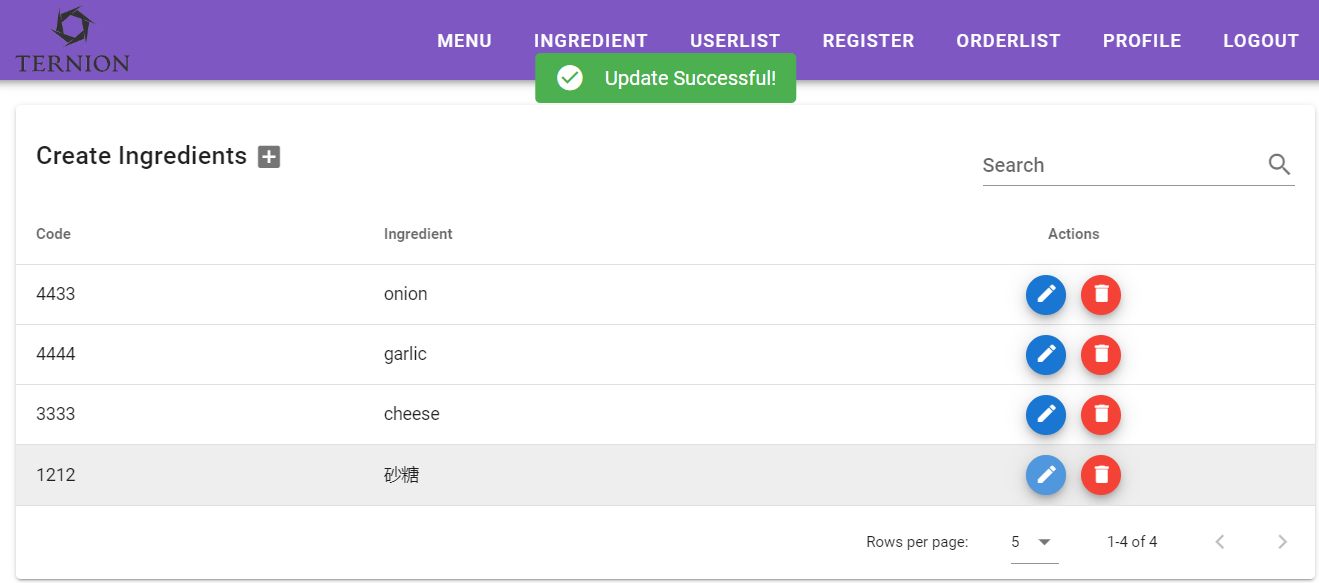 TERNION
MENU INGREDIENT USERLIST REGISTER ORDERLIST PROFILE LOGOUT
Update Successful!
Create Ingredients
Search
Code Ingredient Actions
4433 onion
4444 garlic
3333 cheese
1212 砂糖
Rows per page: 5 1-4 of 4